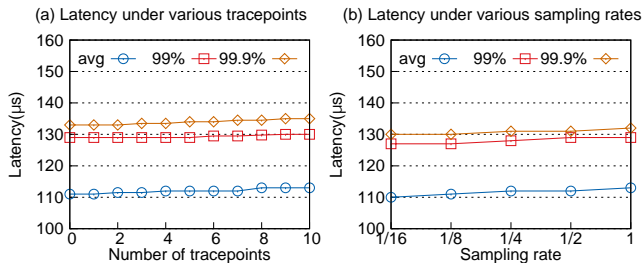 (a) Latency under various tracepoints
160
150
140
130
120
110
100
Latency(μs)
avg 99% 99.9%
0 2 4 6 8 10
Number of tracepoints
(b) Latency under various sampling rates
160
150
140
130
120
110
100
Latency(μs)
avg 99% 99.9%
1/16 1/8 1/4 1/2 1
Sampling rate